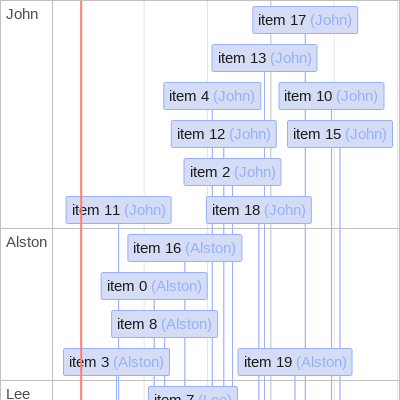 John
item 17 (John)
item 13 (John)
item 4 (John)
item 10 (John)
item 12 (John)
item 15 (John)
item 2 (John)
item 11 (John)
item 18 (John)
Alston
item 16 (Alston)
item 0 (Alston)
item 8 (Alston)
item 3 (Alston)
item 19 (Alston)
Lee
item 7 (Lee)